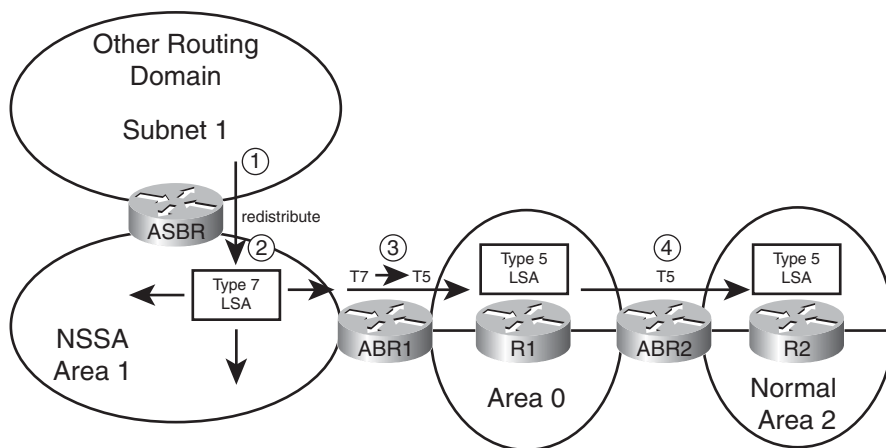 Other Routing
Domain
Subnet 1
1
redistribute
ASBR
2
3
4
Type 7
LSA
T7
T5
Type 5
LSA
T5
Type 5
LSA
NSSA
Area 1
ABR1
R1
ABR2
R2
Area 0
Normal
Area 2